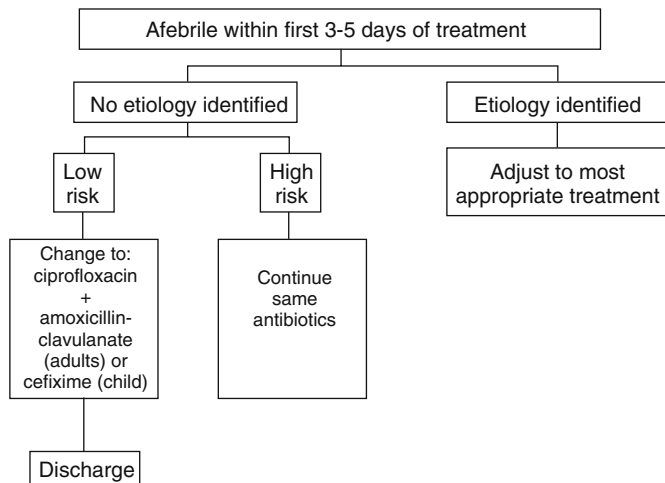 Afebrile within first 3-5 days of treatment
No etiology identified
Etiology identified
Low
risk
High
risk
Adjust to most
appropriate treatment
Change to:
ciprofloxacin
+
amoxicillin-
clavulanate
(adults) or
cefixime (child)
Continue
same
antibiotics
Discharge